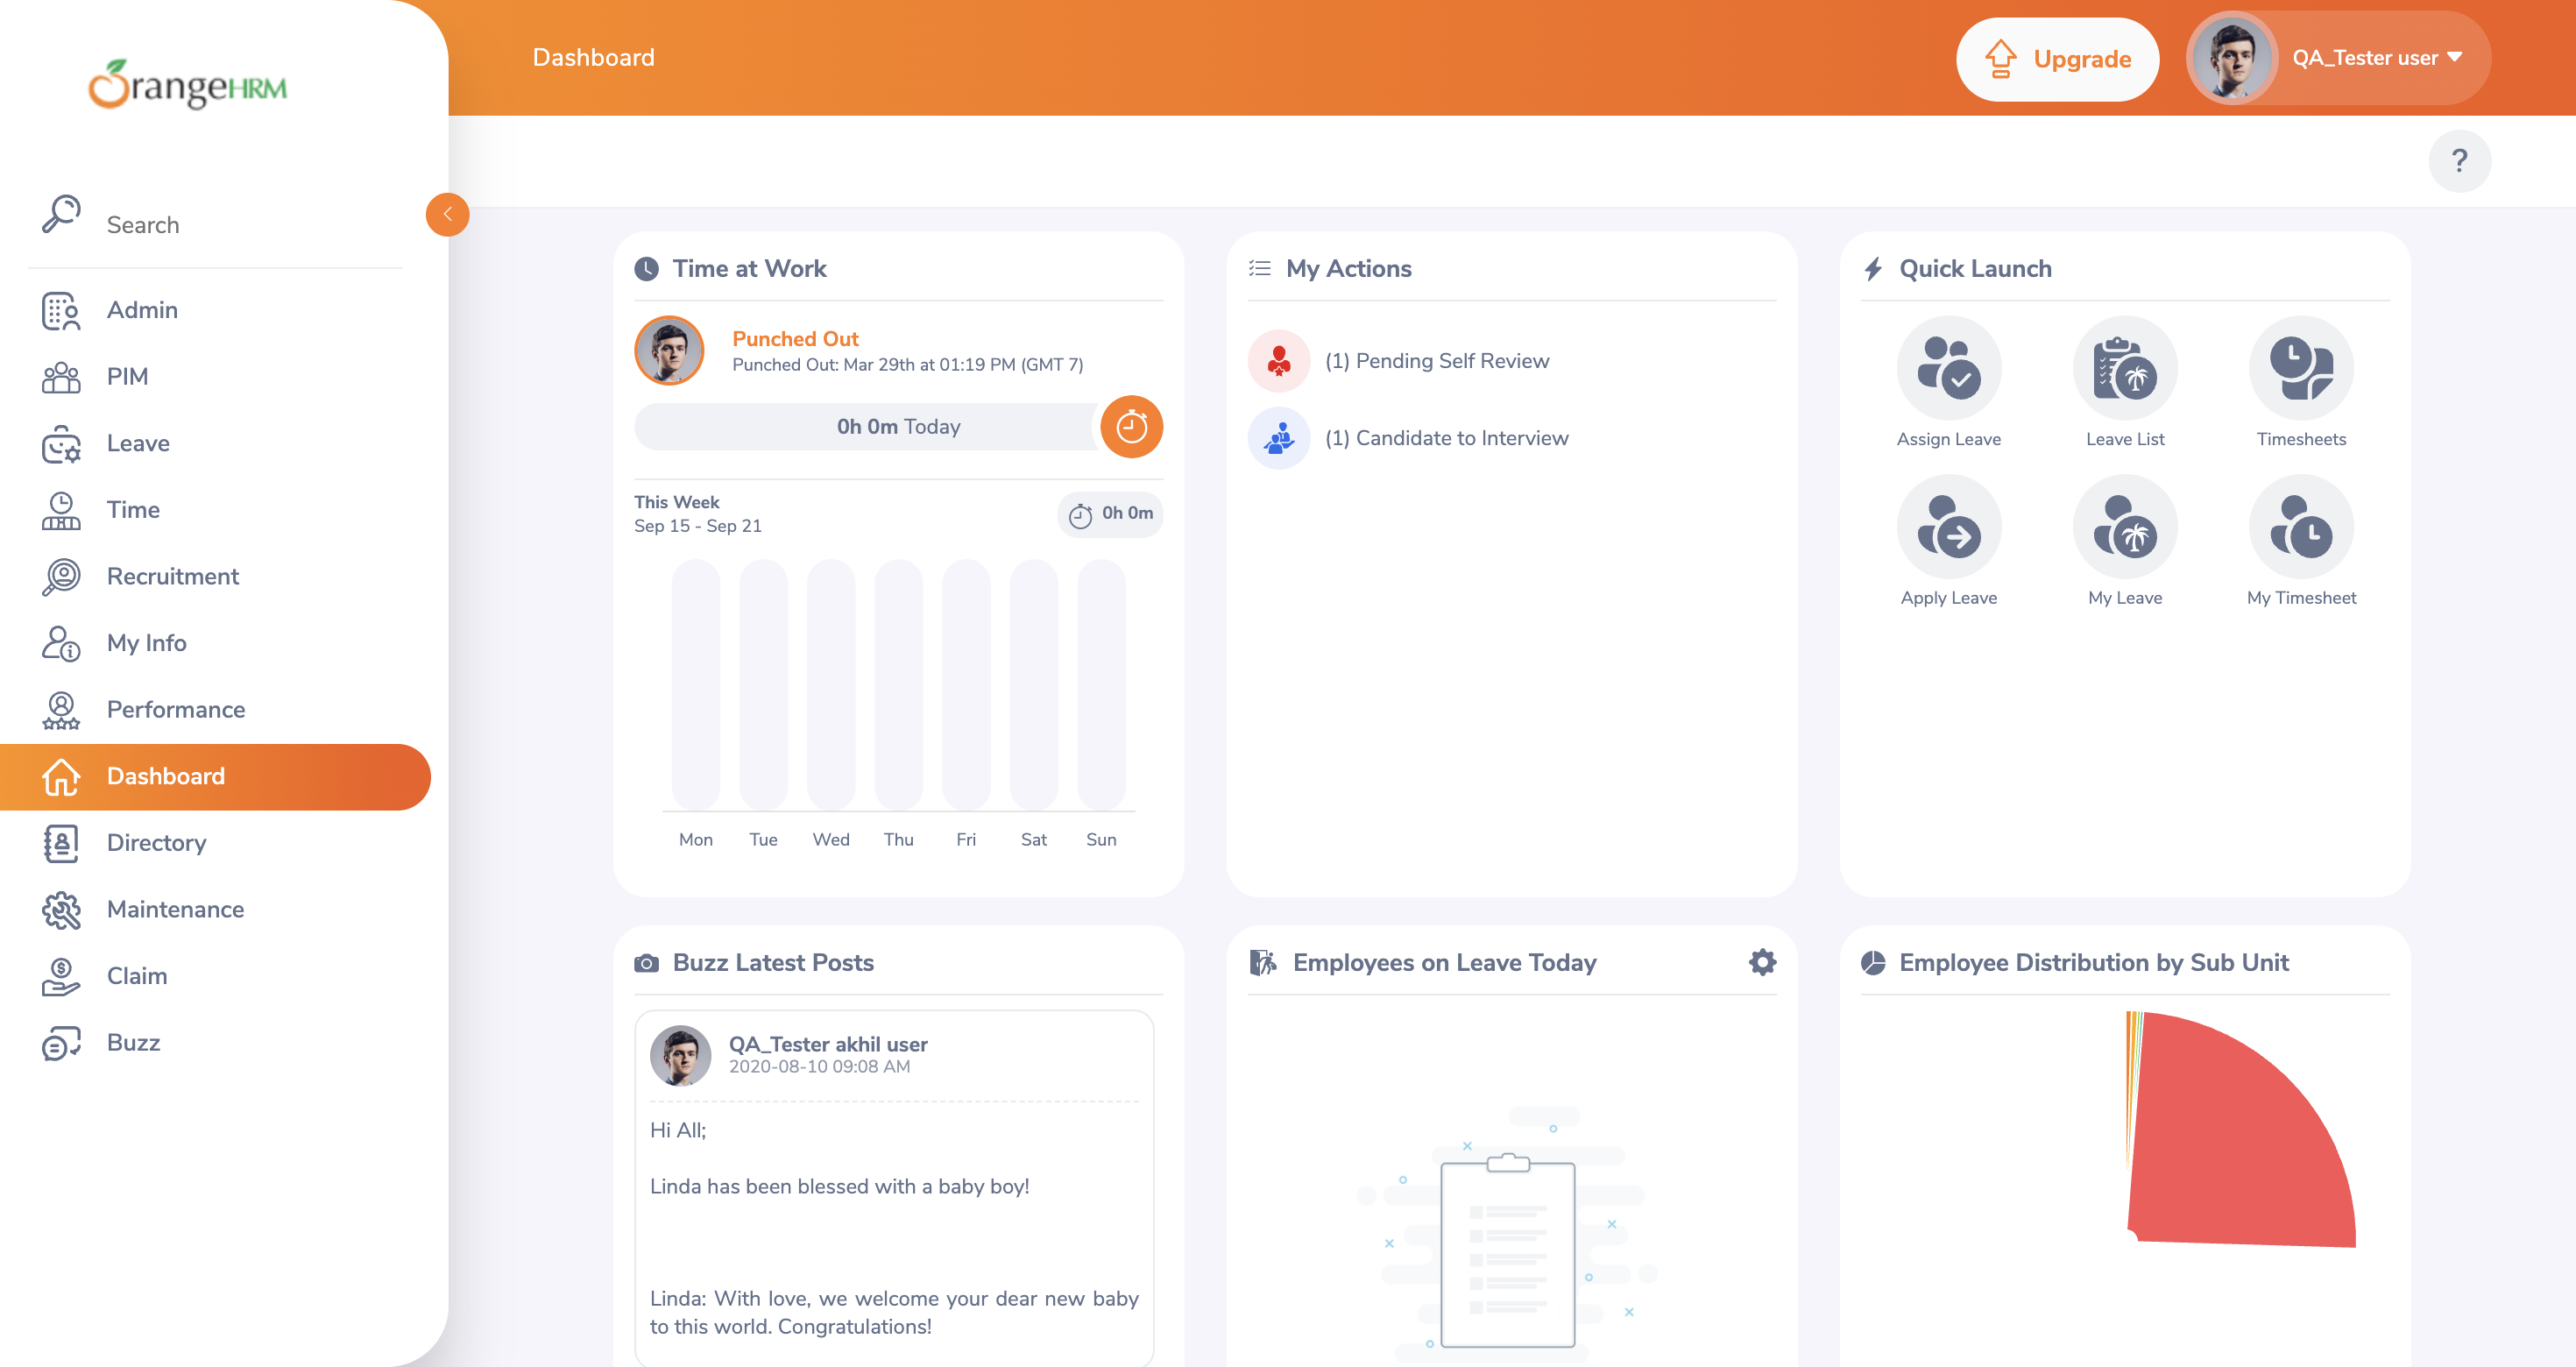 OrangeHRM
Search
Admin
PIM
Leave
Time
Recruitment
My Info
Performance
Dashboard
Directory
Maintenance
Claim
Buzz
Dashboard
Upgrade
QA_Tester user
?
Time at Work
Punched Out
Punched Out: Mar 29th at 01:19 PM (GMT 7)
0h 0m Today
This Week
Sep 15 - Sep 21
0h 0m
Mon Tue Wed Thu Fri Sat Sun
My Actions
(1) Pending Self Review
(1) Candidate to Interview
Quick Launch
Assign Leave Leave List Timesheets
Apply Leave My Leave My Timesheet
Buzz Latest Posts
QA_Tester akhil user
2020-08-10 09:08 AM
Hi All;
Linda has been blessed with a baby boy!
Linda: With love, we welcome your dear new baby
to this world. Congratulations!
Employees on Leave Today
Employee Distribution by Sub Unit